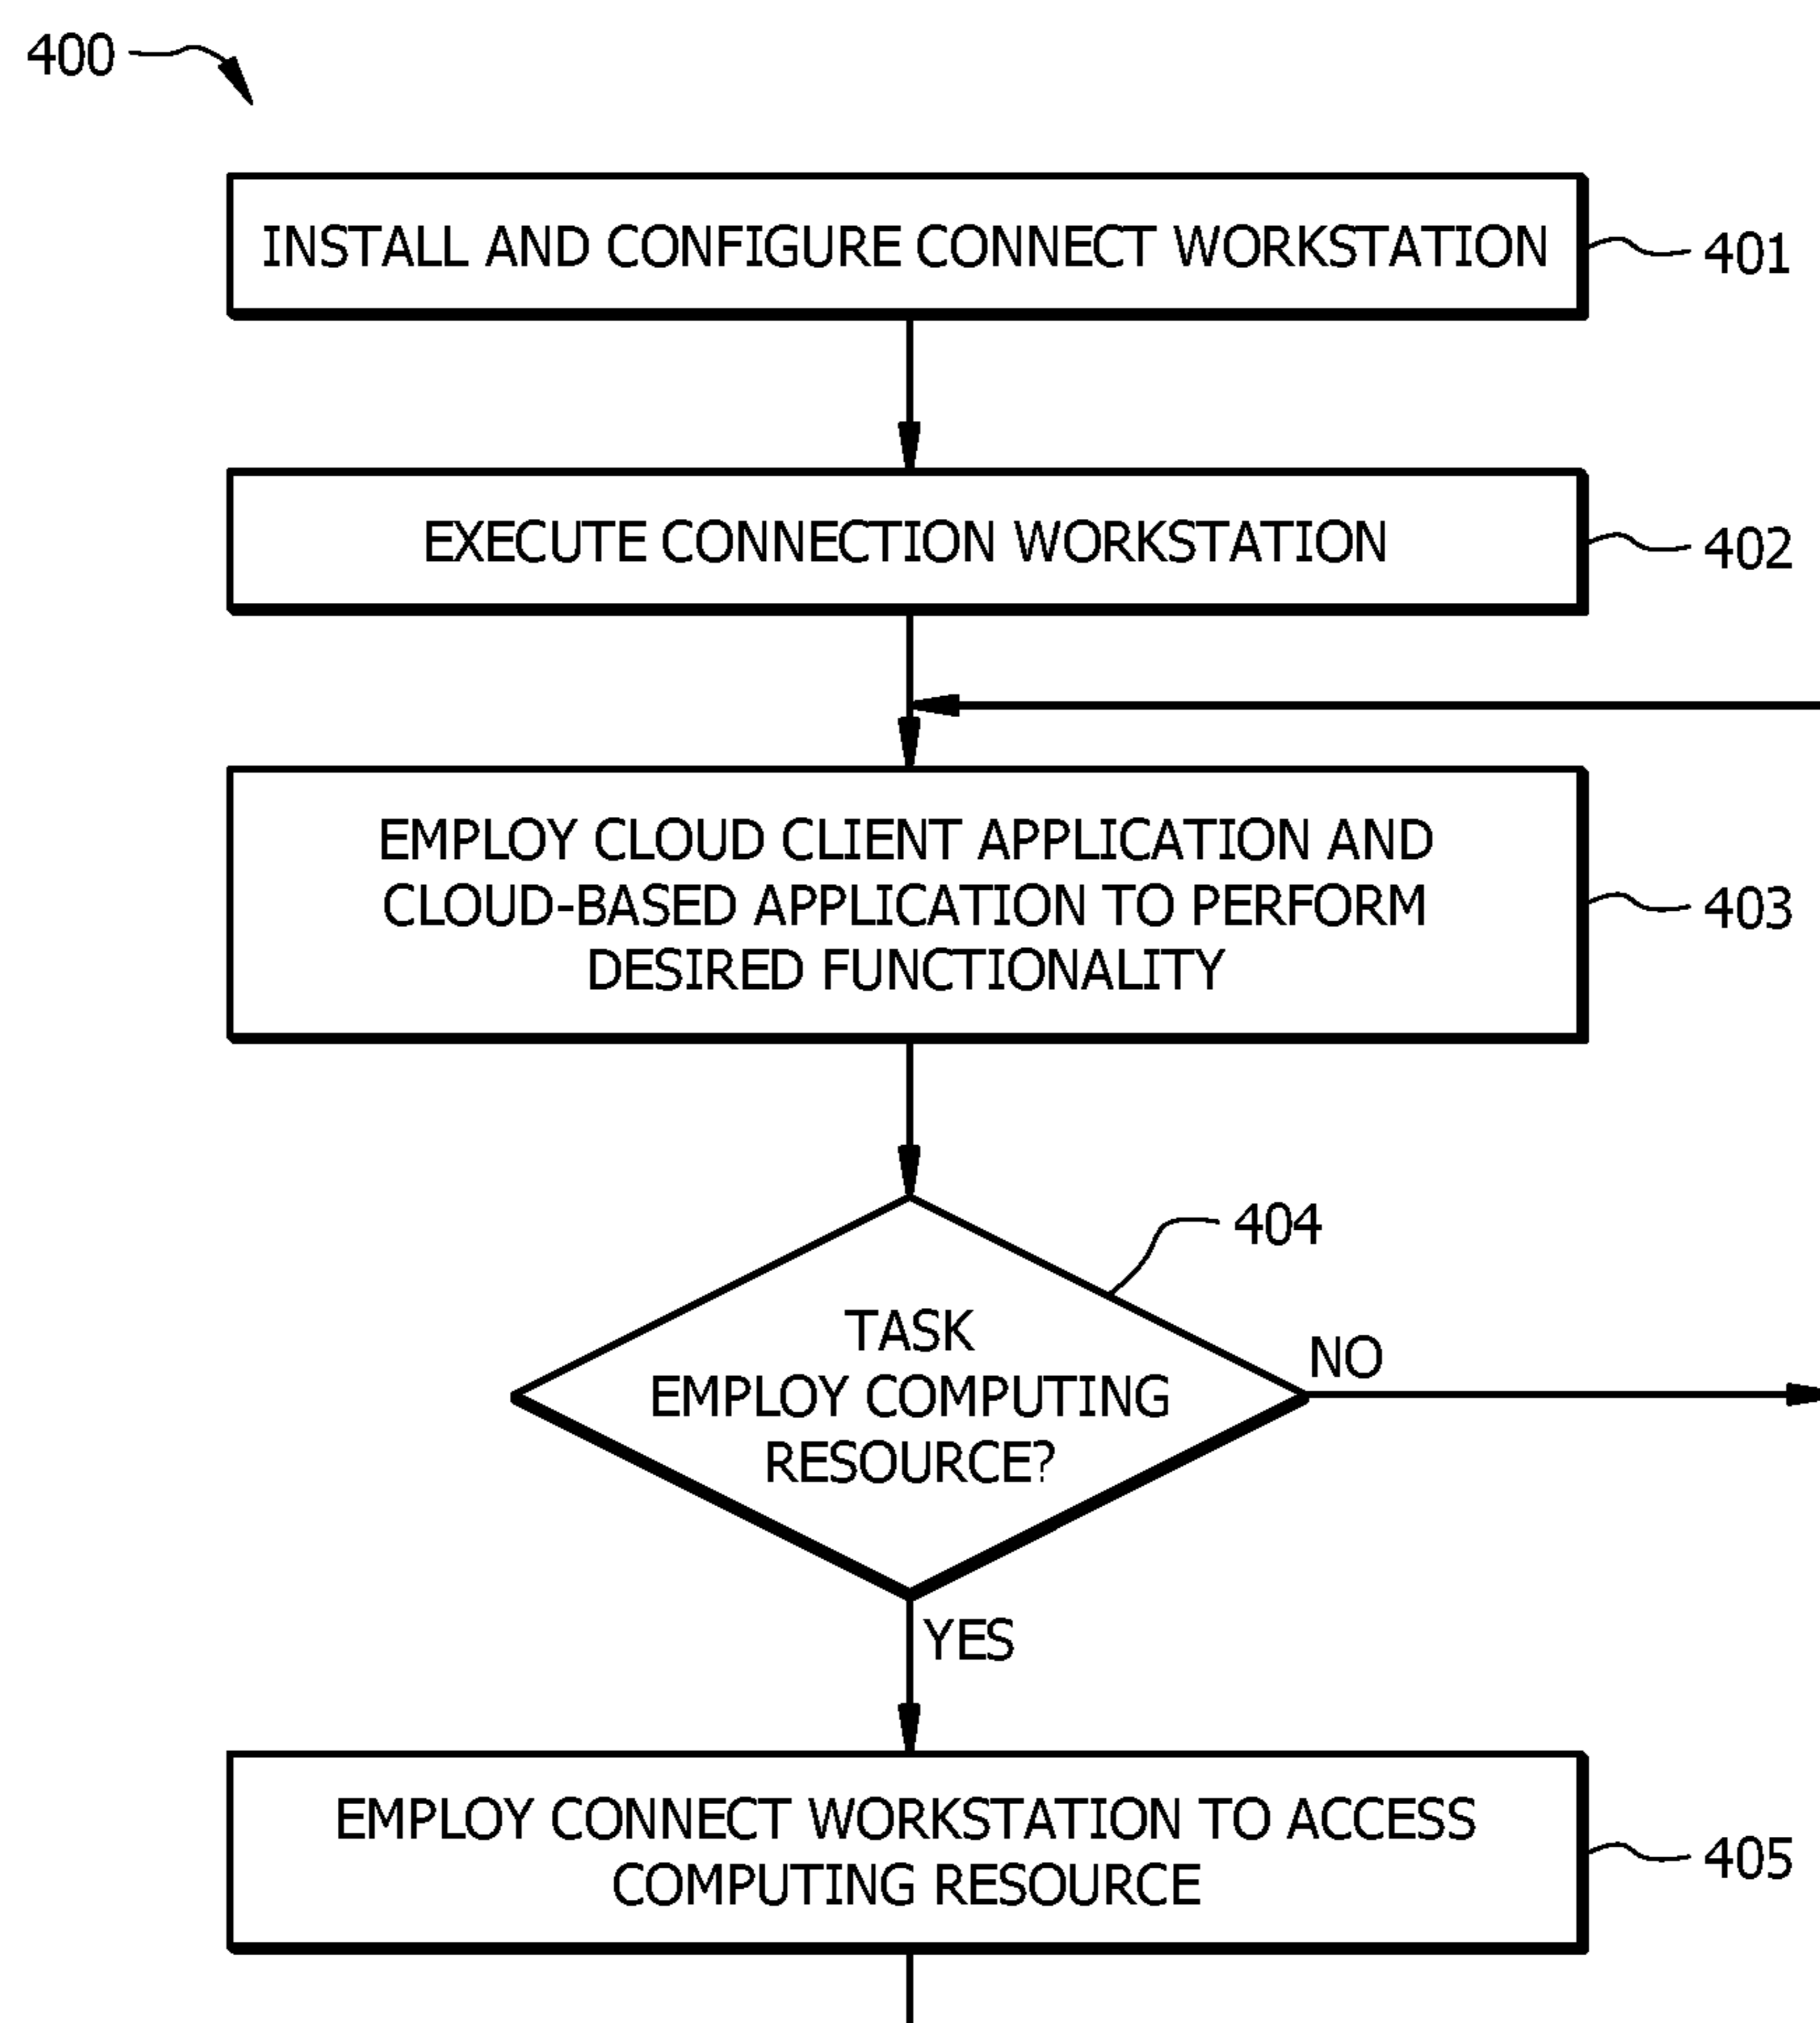 400
INSTALL AND CONFIGURE CONNECT WORKSTATION
401
EXECUTE CONNECTION WORKSTATION
402
EMPLOY CLOUD CLIENT APPLICATION AND
CLOUD-BASED APPLICATION TO PERFORM
DESIRED FUNCTIONALITY
403
404
TASK
EMPLOY COMPUTING
RESOURCE?
NO
YES
EMPLOY CONNECT WORKSTATION TO ACCESS
COMPUTING RESOURCE
405